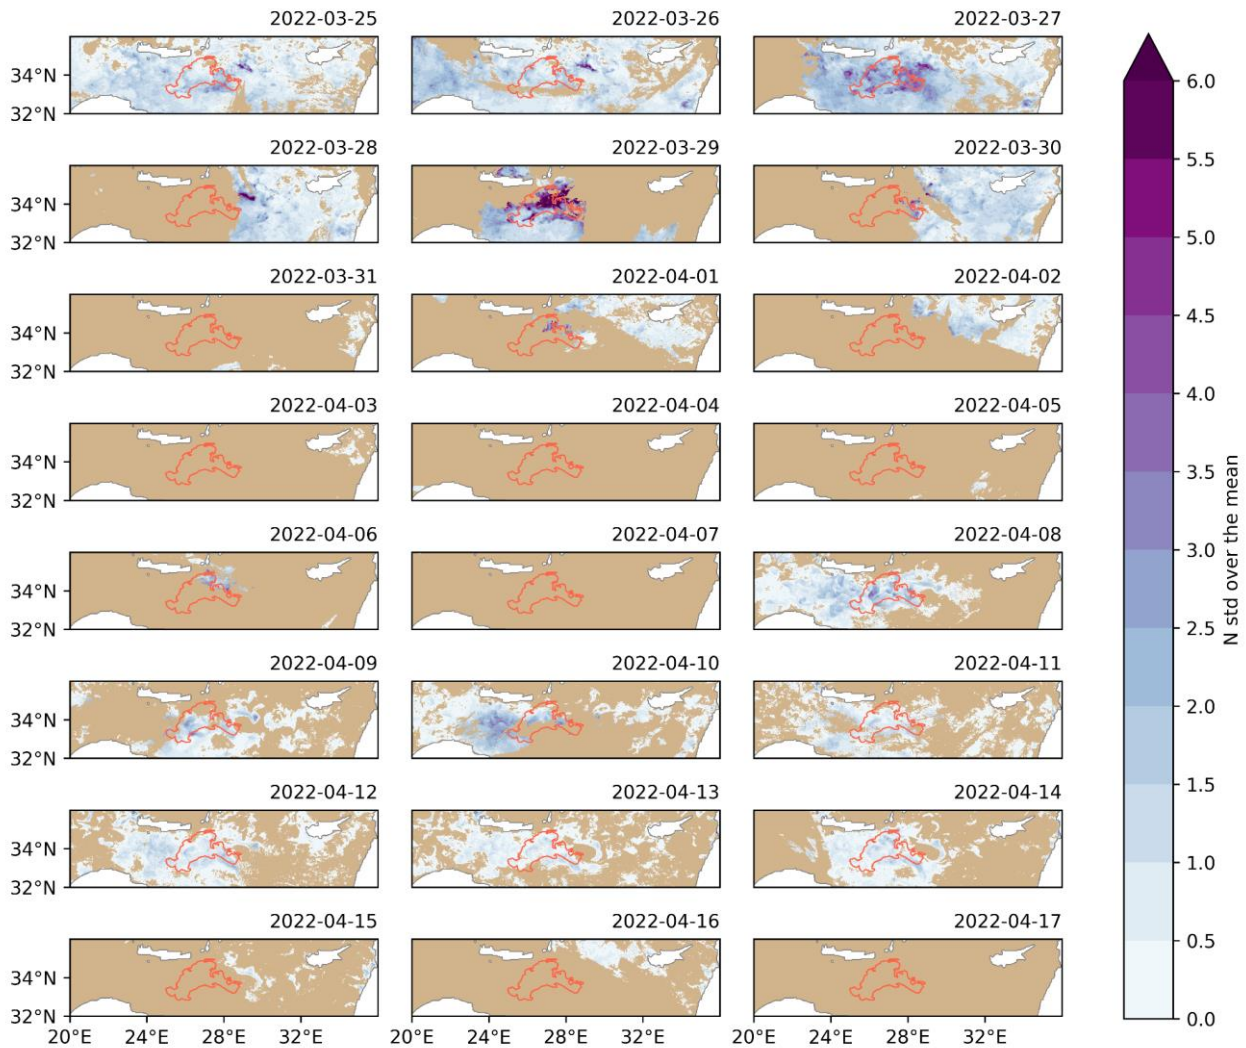 2022-03-25 2022-03-26 2022-03-27
34°N
32°N
2022-03-28 2022-03-29 2022-03-30
34°N
32°N
2022-03-31 2022-04-01 2022-04-02
34°N
32°N
2022-04-03 2022-04-04 2022-04-05
34°N
32°N
2022-04-06 2022-04-07 2022-04-08
34°N
32°N
2022-04-09 2022-04-10 2022-04-11
34°N
32°N
2022-04-12 2022-04-13 2022-04-14
34°N
32°N
2022-04-15 2022-04-16 2022-04-17
34°N
32°N
20°E 24°E 28°E 32°E 20°E 24°E 28°E 32°E 20°E 24°E 28°E 32°E
6.0
5.5
5.0
4.5
4.0
3.5
3.0
2.5
2.0
1.5
1.0
0.5
0.0
N std over the mean